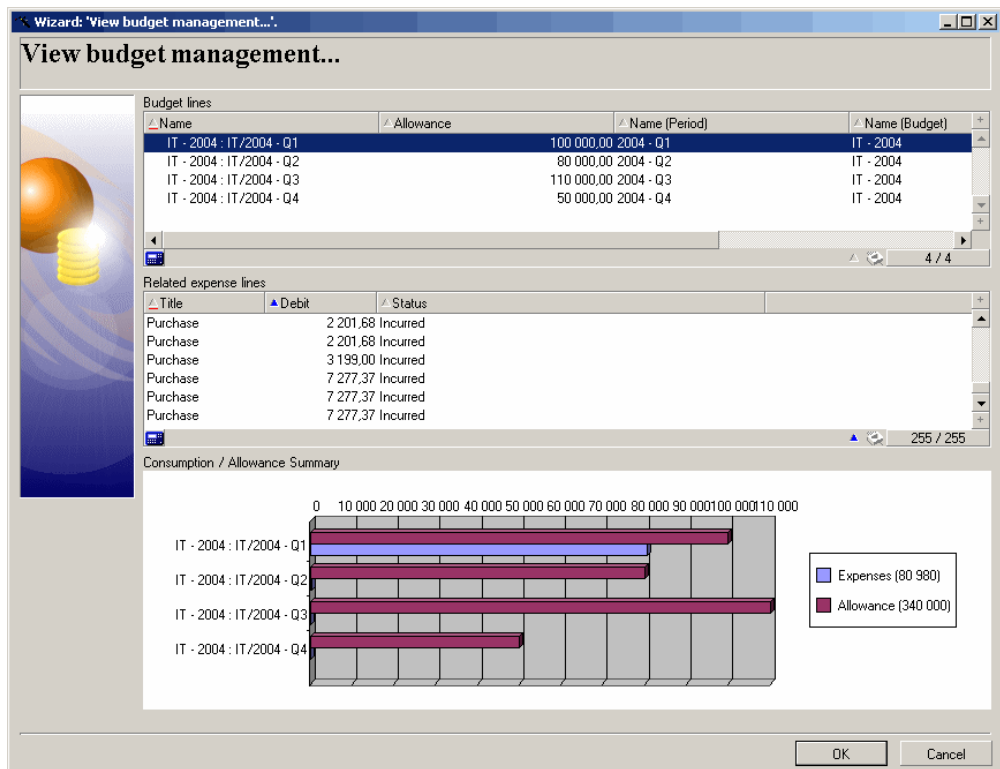 Wizard: 'View budget management...'.
View budget management...
Budget lines
Name Allowance Name (Period) Name (Budget)
IT - 2004 : IT/2004 - Q1 100 000,00 2004 - Q1 IT - 2004
IT - 2004 : IT/2004 - Q2 80 000,00 2004 - Q2 IT - 2004
IT - 2004 : IT/2004 - Q3 110 000,00 2004 - Q3 IT - 2004
IT - 2004 : IT/2004 - Q4 50 000,00 2004 - Q4 IT - 2004
4 / 4
Related expense lines
Title Debit Status
Purchase 2 201,68 Incurred
Purchase 2 201,68 Incurred
Purchase 3 199,00 Incurred
Purchase 7 277,37 Incurred
Purchase 7 277,37 Incurred
Purchase 7 277,37 Incurred
255 / 255
Consumption / Allowance Summary
0 10 000 20 000 30 000 40 000 50 000 60 000 70 000 80 000 90 000 100 000 110 000
IT - 2004 : IT/2004 - Q1
IT - 2004 : IT/2004 - Q2
IT - 2004 : IT/2004 - Q3
IT - 2004 : IT/2004 - Q4
Expenses (80 980)
Allowance (340 000)
OK Cancel